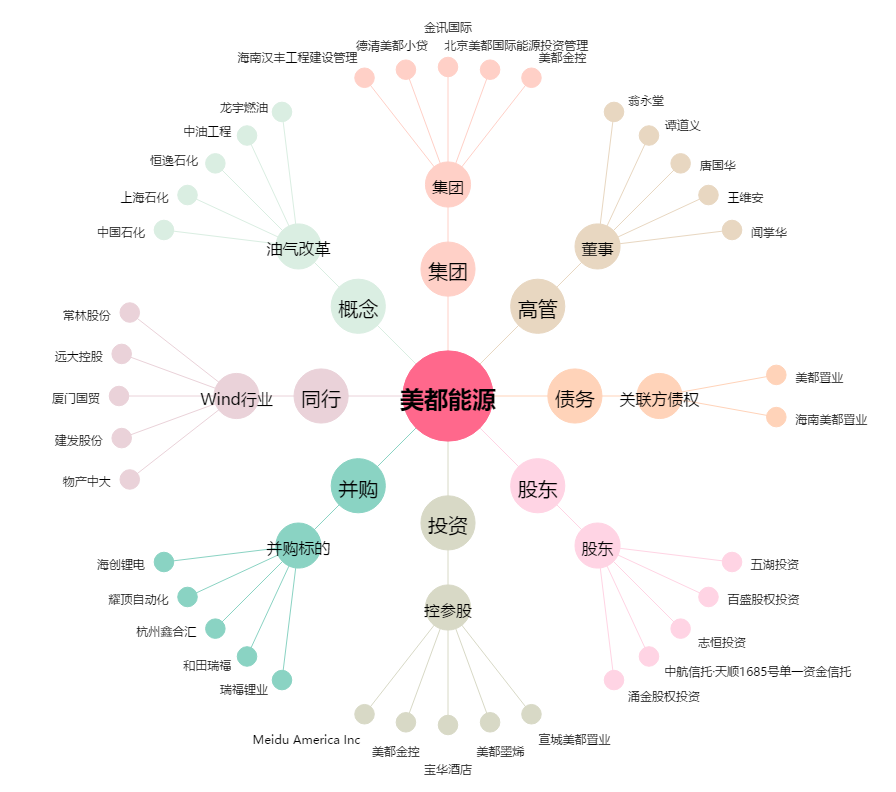 金讯国际
德清美都小贷
北京美都国际能源投资管理
海南汉丰工程建设管理
美都金控
集团
集团
翁永堂
谭道义
唐国华
王维安
闻掌华
董事
高管
龙宇燃油
中油工程
恒逸石化
上海石化
中国石化
油气改革
概念
常林股份
远大控股
厦门国贸
建发股份
物产中大
Wind行业
同行
美都能源
债务
关联方债权
美都置业
海南美都置业
并购
并购标的
海创锂电
耀顶自动化
杭州鑫合汇
和田瑞福
瑞福锂业
投资
控参股
Meidu America Inc
美都金控
宝华酒店
美都墨烯
宣城美都置业
股东
股东
五湖投资
百盛股权投资
志恒投资
中航信托·天顺1685号单一资金信托
涌金股权投资